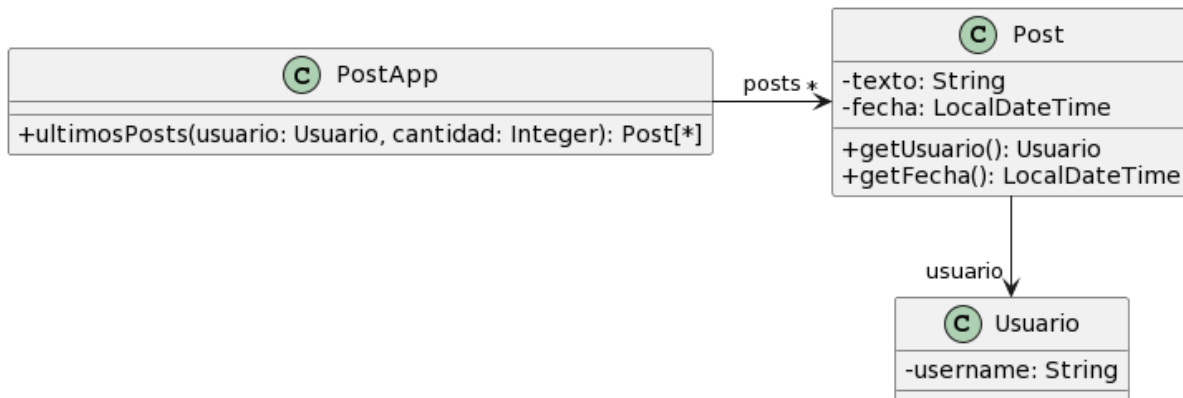 C PostApp
+ultimosPosts(usuario: Usuario, cantidad: Integer): Post[*]
posts *
C Post
-texto: String
-fecha: LocalDateTime
+getUsuario(): Usuario
+getFecha(): LocalDateTime
usuario
C Usuario
-username: String